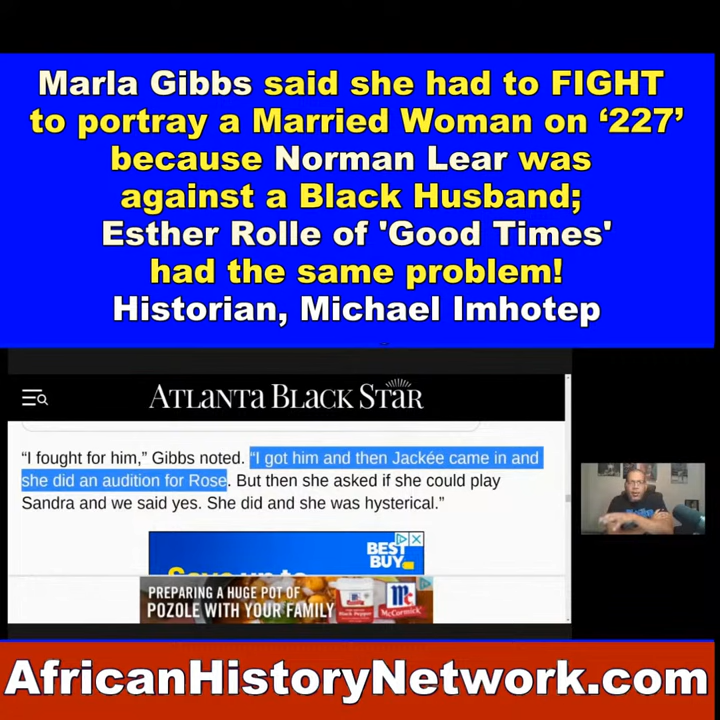 Marla Gibbs said she had to FIGHT
to portray a Married Woman on ‘227’
because Norman Lear was
against a Black Husband;
Esther Rolle of 'Good Times'
had the same problem!
Historian, Michael Imhotep
ATLANTA BLACK STAR
“I fought for him,” Gibbs noted. “I got him and then Jackée came in and
she did an audition for Rose. But then she asked if she could play
Sandra and we said yes. She did and she was hysterical.”
BEST
BUY
PREPARING A HUGE POT OF
POZOLE WITH YOUR FAMILY
McCormick
AfricanHistoryNetwork.com